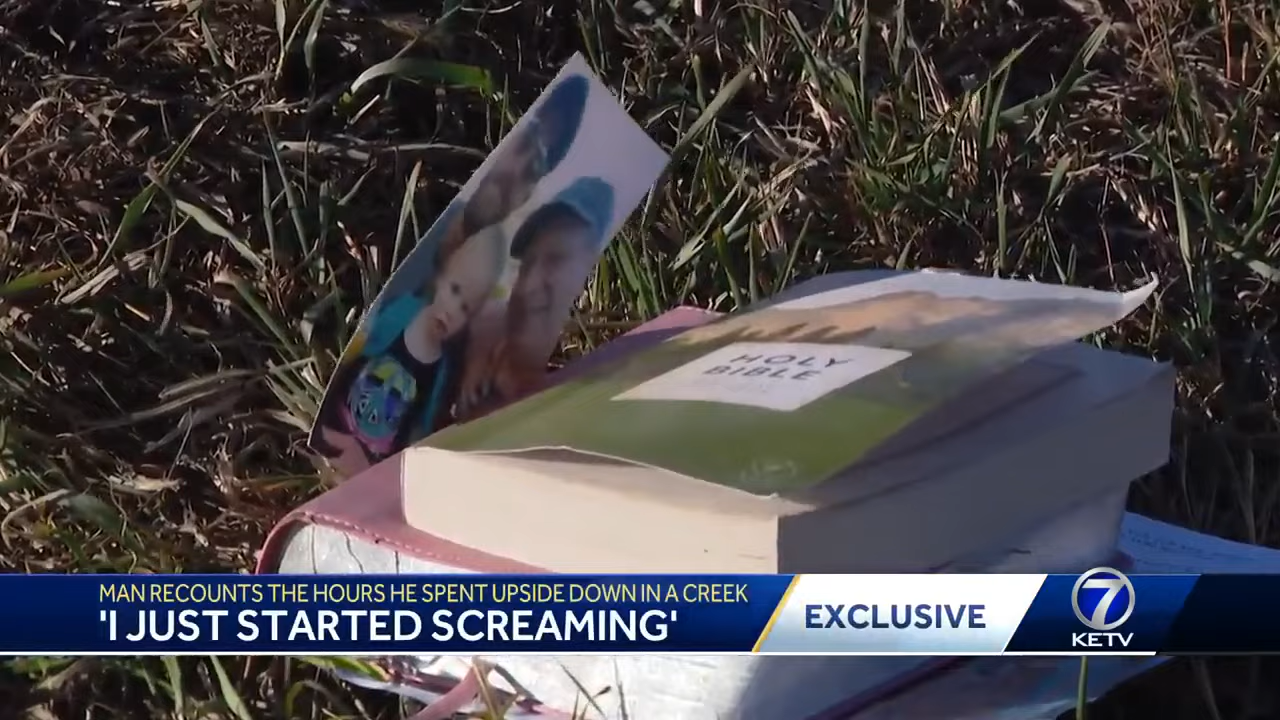 HOLY
BIBLE
MAN RECOUNTS THE HOURS HE SPENT UPSIDE DOWN IN A CREEK
'I JUST STARTED SCREAMING'
EXCLUSIVE
7
KETV